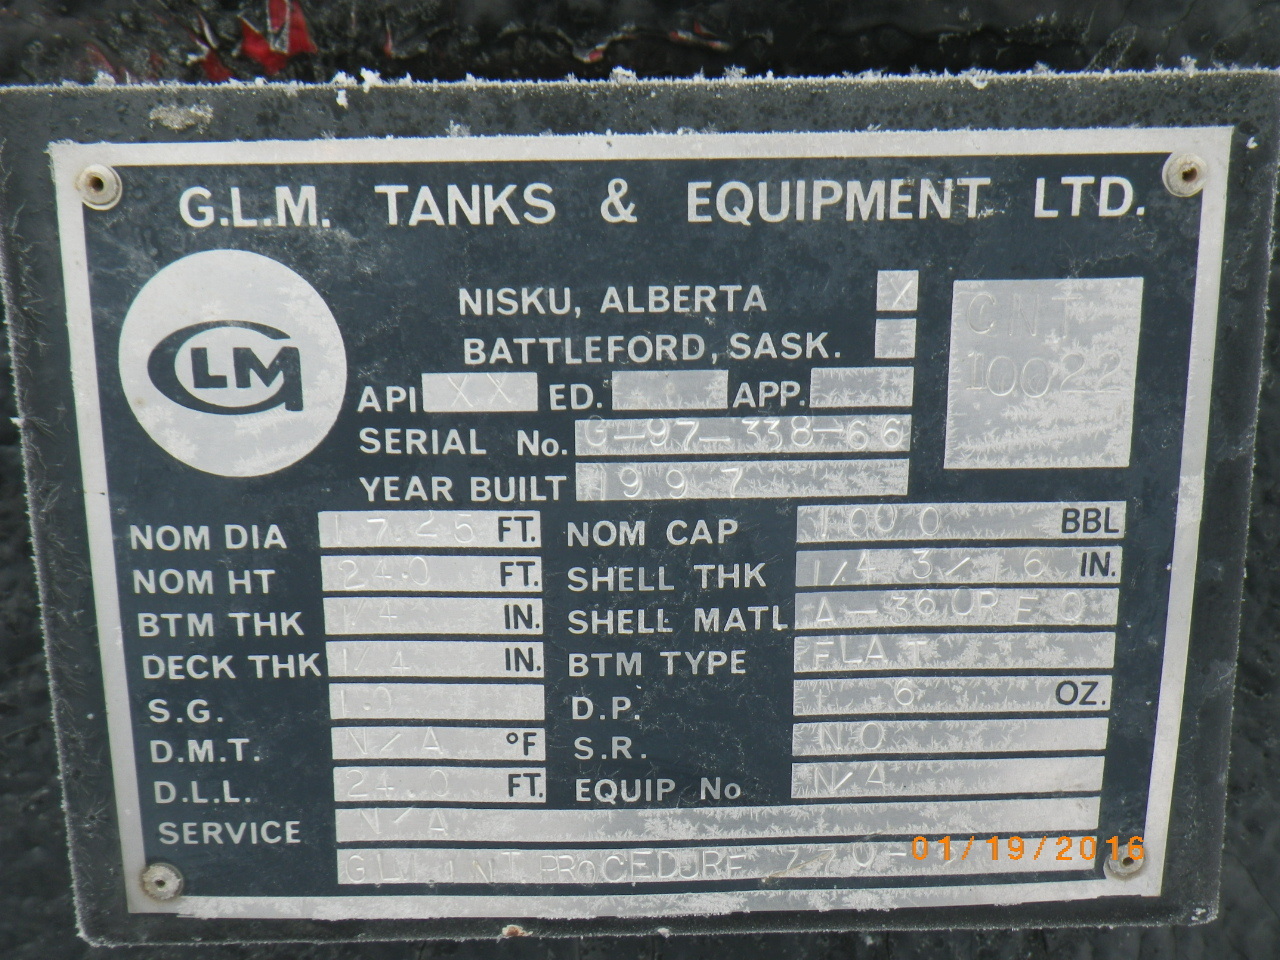 G.L.M. TANKS & EQUIPMENT LTD.
GLM
NISKU, ALBERTA X
BATTLEFORD, SASK.
CNT
10022
API XX ED. APP.
SERIAL No. G-97-338-66
YEAR BUILT 1997
NOM DIA 17.25 FT. NOM CAP 1000 BBL
NOM HT 24.0 FT. SHELL THK 1/4 3/16 IN.
BTM THK 1/4 IN. SHELL MATL A-36 OR EQ
DECK THK 1/4 IN. BTM TYPE FLAT
S.G. 1.0 D.P. 6 OZ.
D.M.T. N/A °F S.R. NO
D.L.L. 24.0 FT. EQUIP No N/A
SERVICE N/A
PROCEDURE
01/19/2016